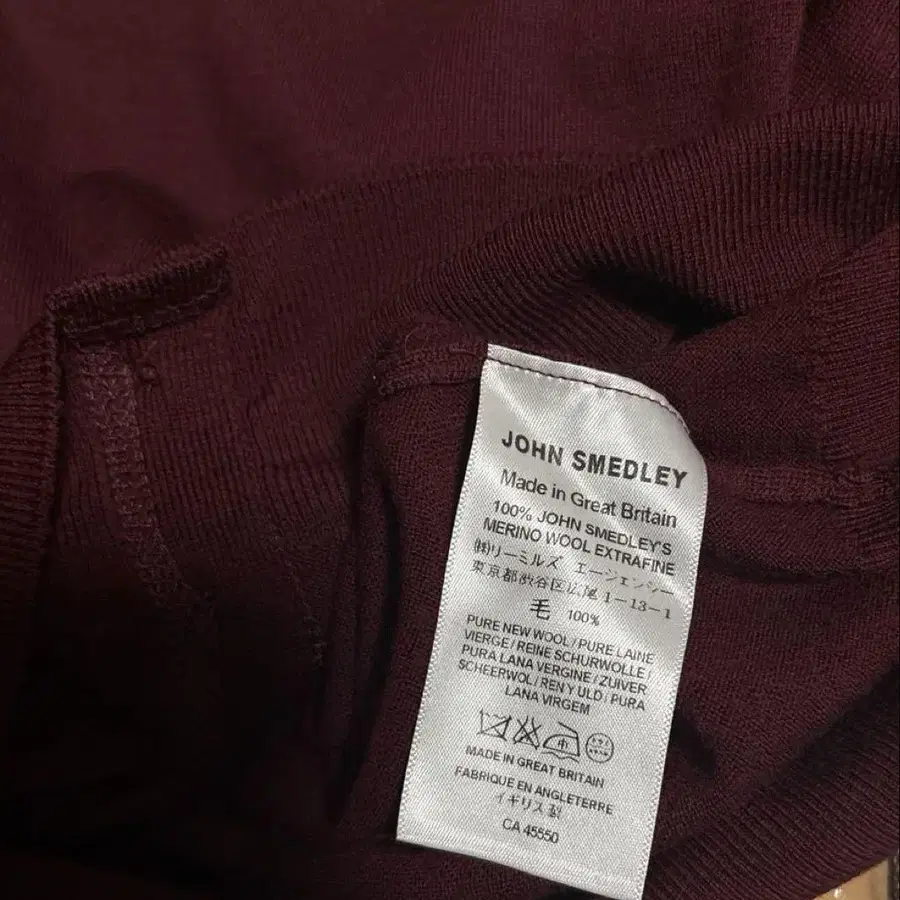 JOHN SMEDLEY
Made in Great Britain
100% JOHN SMEDLEY'S
MERINO WOOL EXTRAFINE
㈱リーミルズ エージェンシー
東京都渋谷区広尾1-13-1
毛 100%
PURE NEW WOOL/PURE LAINE
VIERGE/REINE SCHURWOLLE/
PURA LANA VERGINE/ZUIVER
SCHEERWOL/REN Y ULD/PURA
LANA VIRGEM
MADE IN GREAT BRITAIN
FABRIQUE EN ANGLETERRE
イギリス製
CA 45550